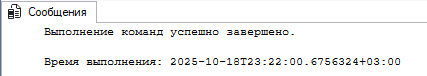 Сообщения
Выполнение команд успешно завершено.
Время выполнения: 2025-10-18T23:22:00.6756324+03:00